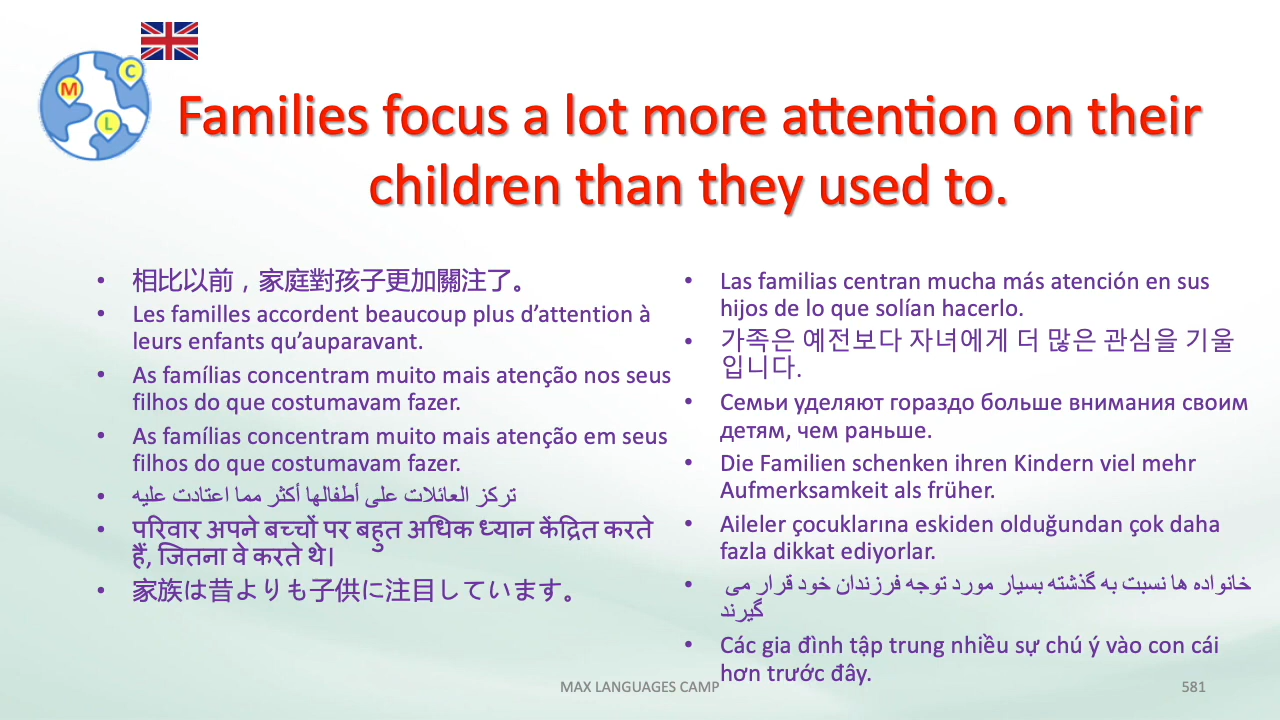 M
C
L
Families focus a lot more attention on their
children than they used to.
• 相比以前，家庭對孩子更加關注了。
• Les familles accordent beaucoup plus d’attention à
leurs enfants qu’auparavant.
• As famílias concentram muito mais atenção nos seus
filhos do que costumavam fazer.
• As famílias concentram muito mais atenção em seus
filhos do que costumavam fazer.
• تركز العائلات على أطفالها أكثر مما اعتادت عليه
• परिवार अपने बच्चों पर बहुत अधिक ध्यान केंद्रित करते
हैं, जितना वे करते थे।
• 家族は昔よりも子供に注目しています。
• Las familias centran mucha más atención en sus
hijos de lo que solían hacerlo.
• 가족은 예전보다 자녀에게 더 많은 관심을 기울
입니다.
• Семьи уделяют гораздо больше внимания своим
детям, чем раньше.
• Die Familien schenken ihren Kindern viel mehr
Aufmerksamkeit als früher.
• Aileler çocuklarına eskiden olduğundan çok daha
fazla dikkat ediyorlar.
• خانواده ها نسبت به گذشته بسیار مورد توجه فرزندان خود قرار می
گیرند
• Các gia đình tập trung nhiều sự chú ý vào con cái
hơn trước đây.
MAX LANGUAGES CAMP
581